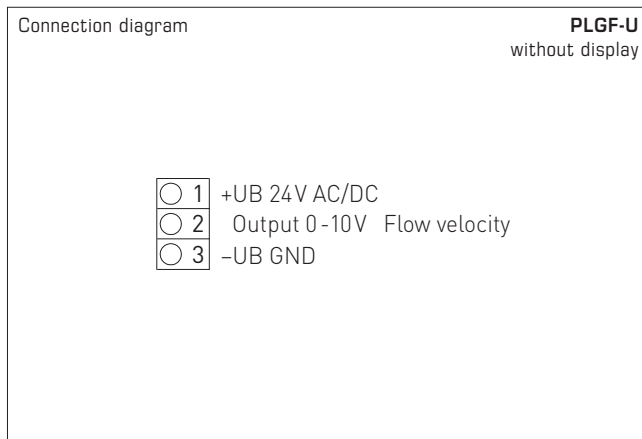 Connection diagram
PLGF-U
without display
1 +UB 24V AC/DC
2 Output 0-10V Flow velocity
3 –UB GND